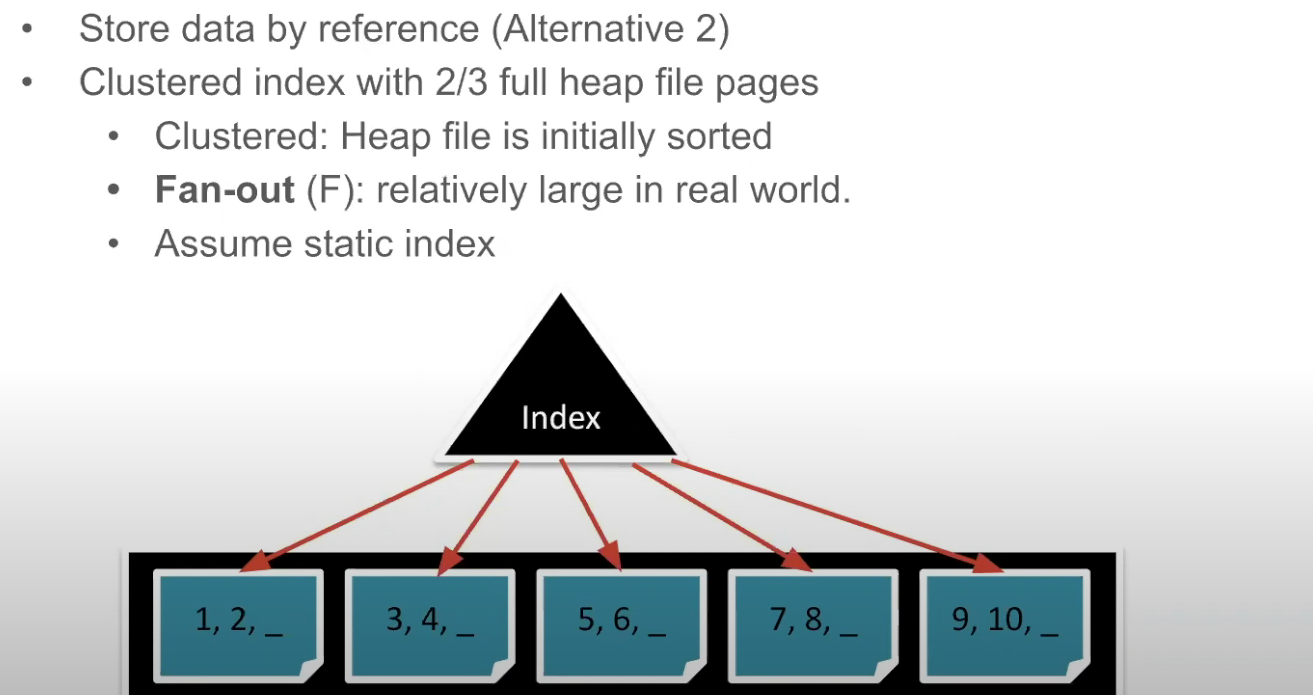 Store data by reference (Alternative 2)
Clustered index with 2/3 full heap file pages
Clustered: Heap file is initially sorted
Fan-out (F): relatively large in real world.
Assume static index
Index
1, 2, _
3, 4, _
5, 6, _
7, 8, _
9, 10, _